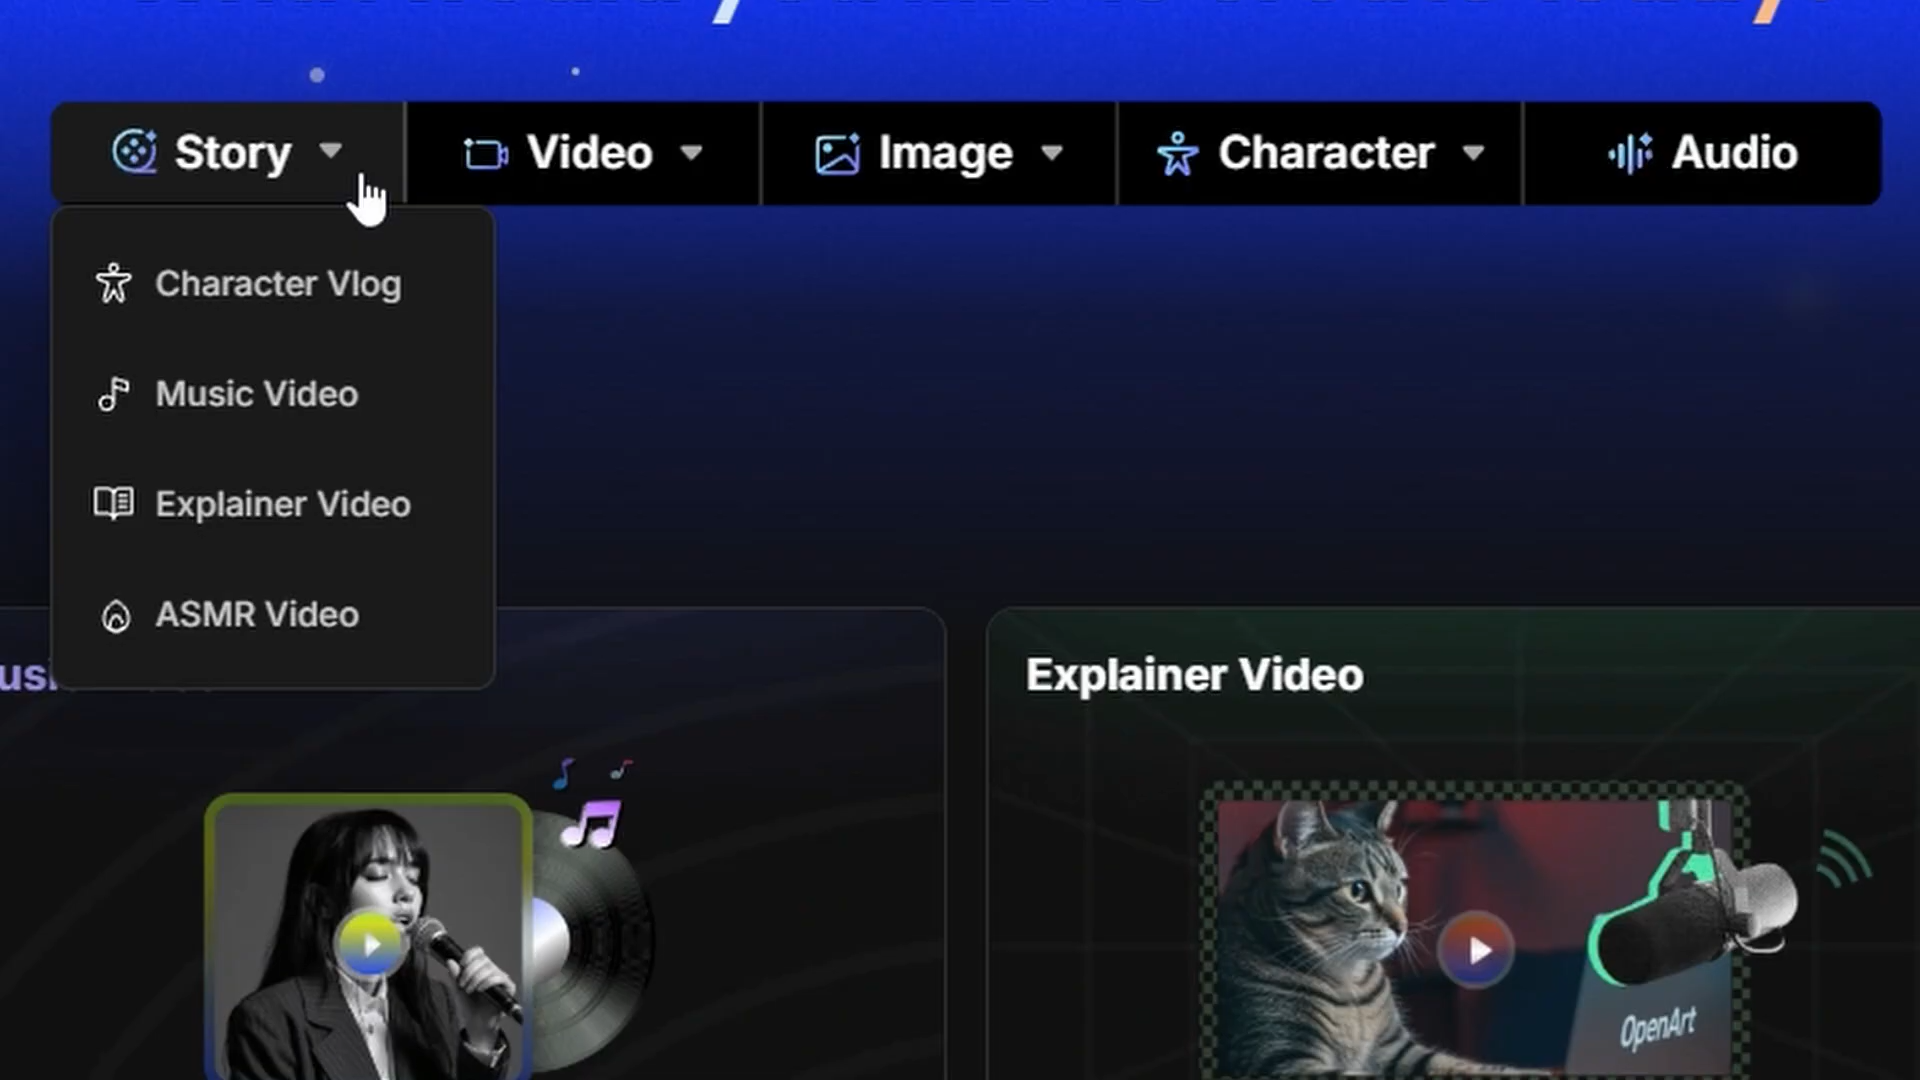 Story
Video
Image
Character
Audio
Character Vlog
Music Video
Explainer Video
ASMR Video
Explainer Video
OpenArt